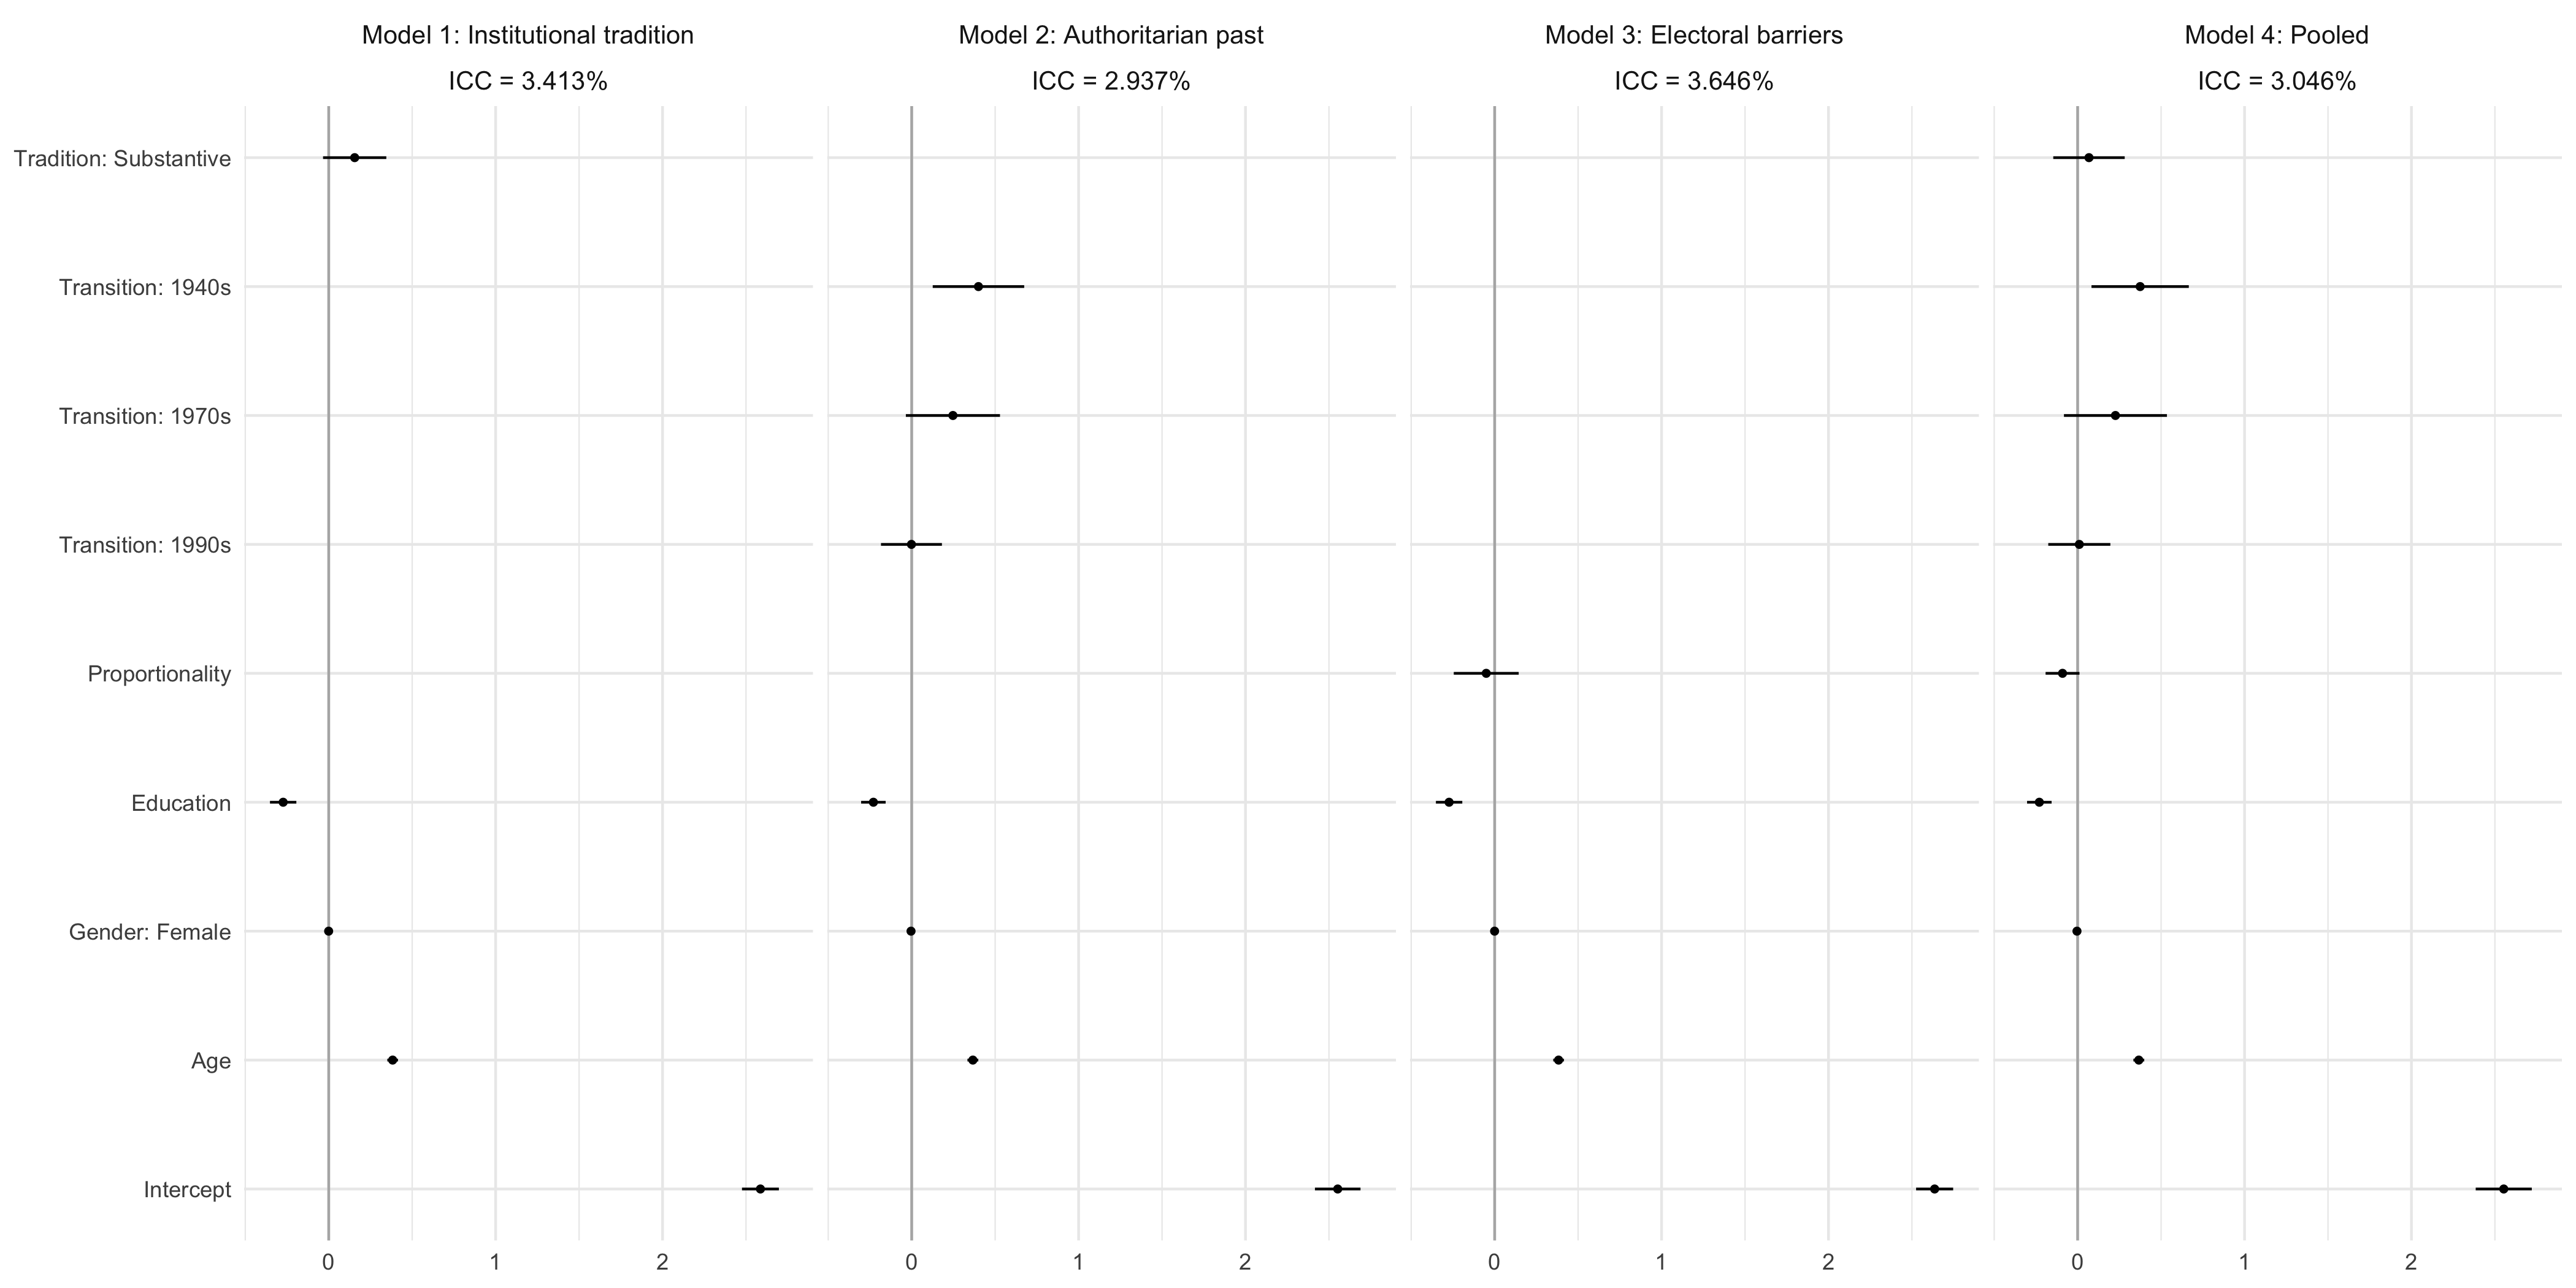 Model 1: Institutional tradition
ICC = 3.413%
Model 2: Authoritarian past
ICC = 2.937%
Model 3: Electoral barriers
ICC = 3.646%
Model 4: Pooled
ICC = 3.046%
Tradition: Substantive
Transition: 1940s
Transition: 1970s
Transition: 1990s
Proportionality
Education
Gender: Female
Age
Intercept
0 1 2
0 1 2
0 1 2
0 1 2